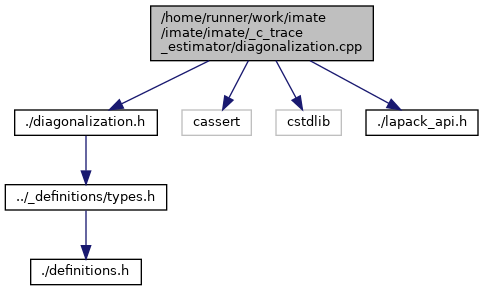 /home/runner/work/imate
/imate/imate/_c_trace
_estimator/diagonalization.cpp
./diagonalization.h
cassert
cstdlib
./lapack_api.h
../_definitions/types.h
./definitions.h